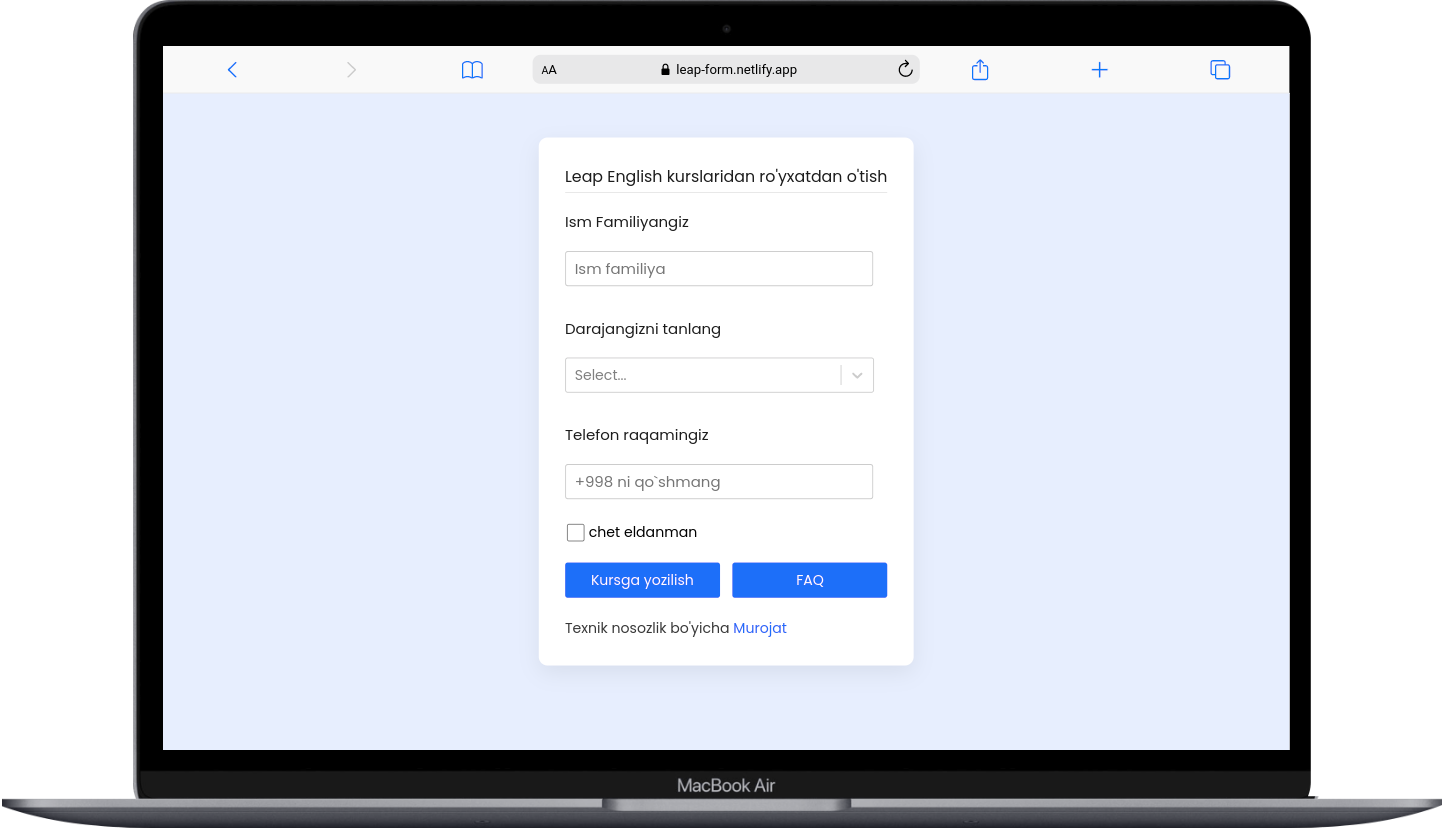 AA
leap-form.netlify.app
Leap English kurslaridan ro'yxatdan o'tish
Ism Familiyangiz
Ism familiya
Darajangizni tanlang
Select...
Telefon raqamingiz
+998 ni qo`shmang
chet eldanman
Kursga yozilish FAQ
Texnik nosozlik bo'yicha Murojat
MacBook Air